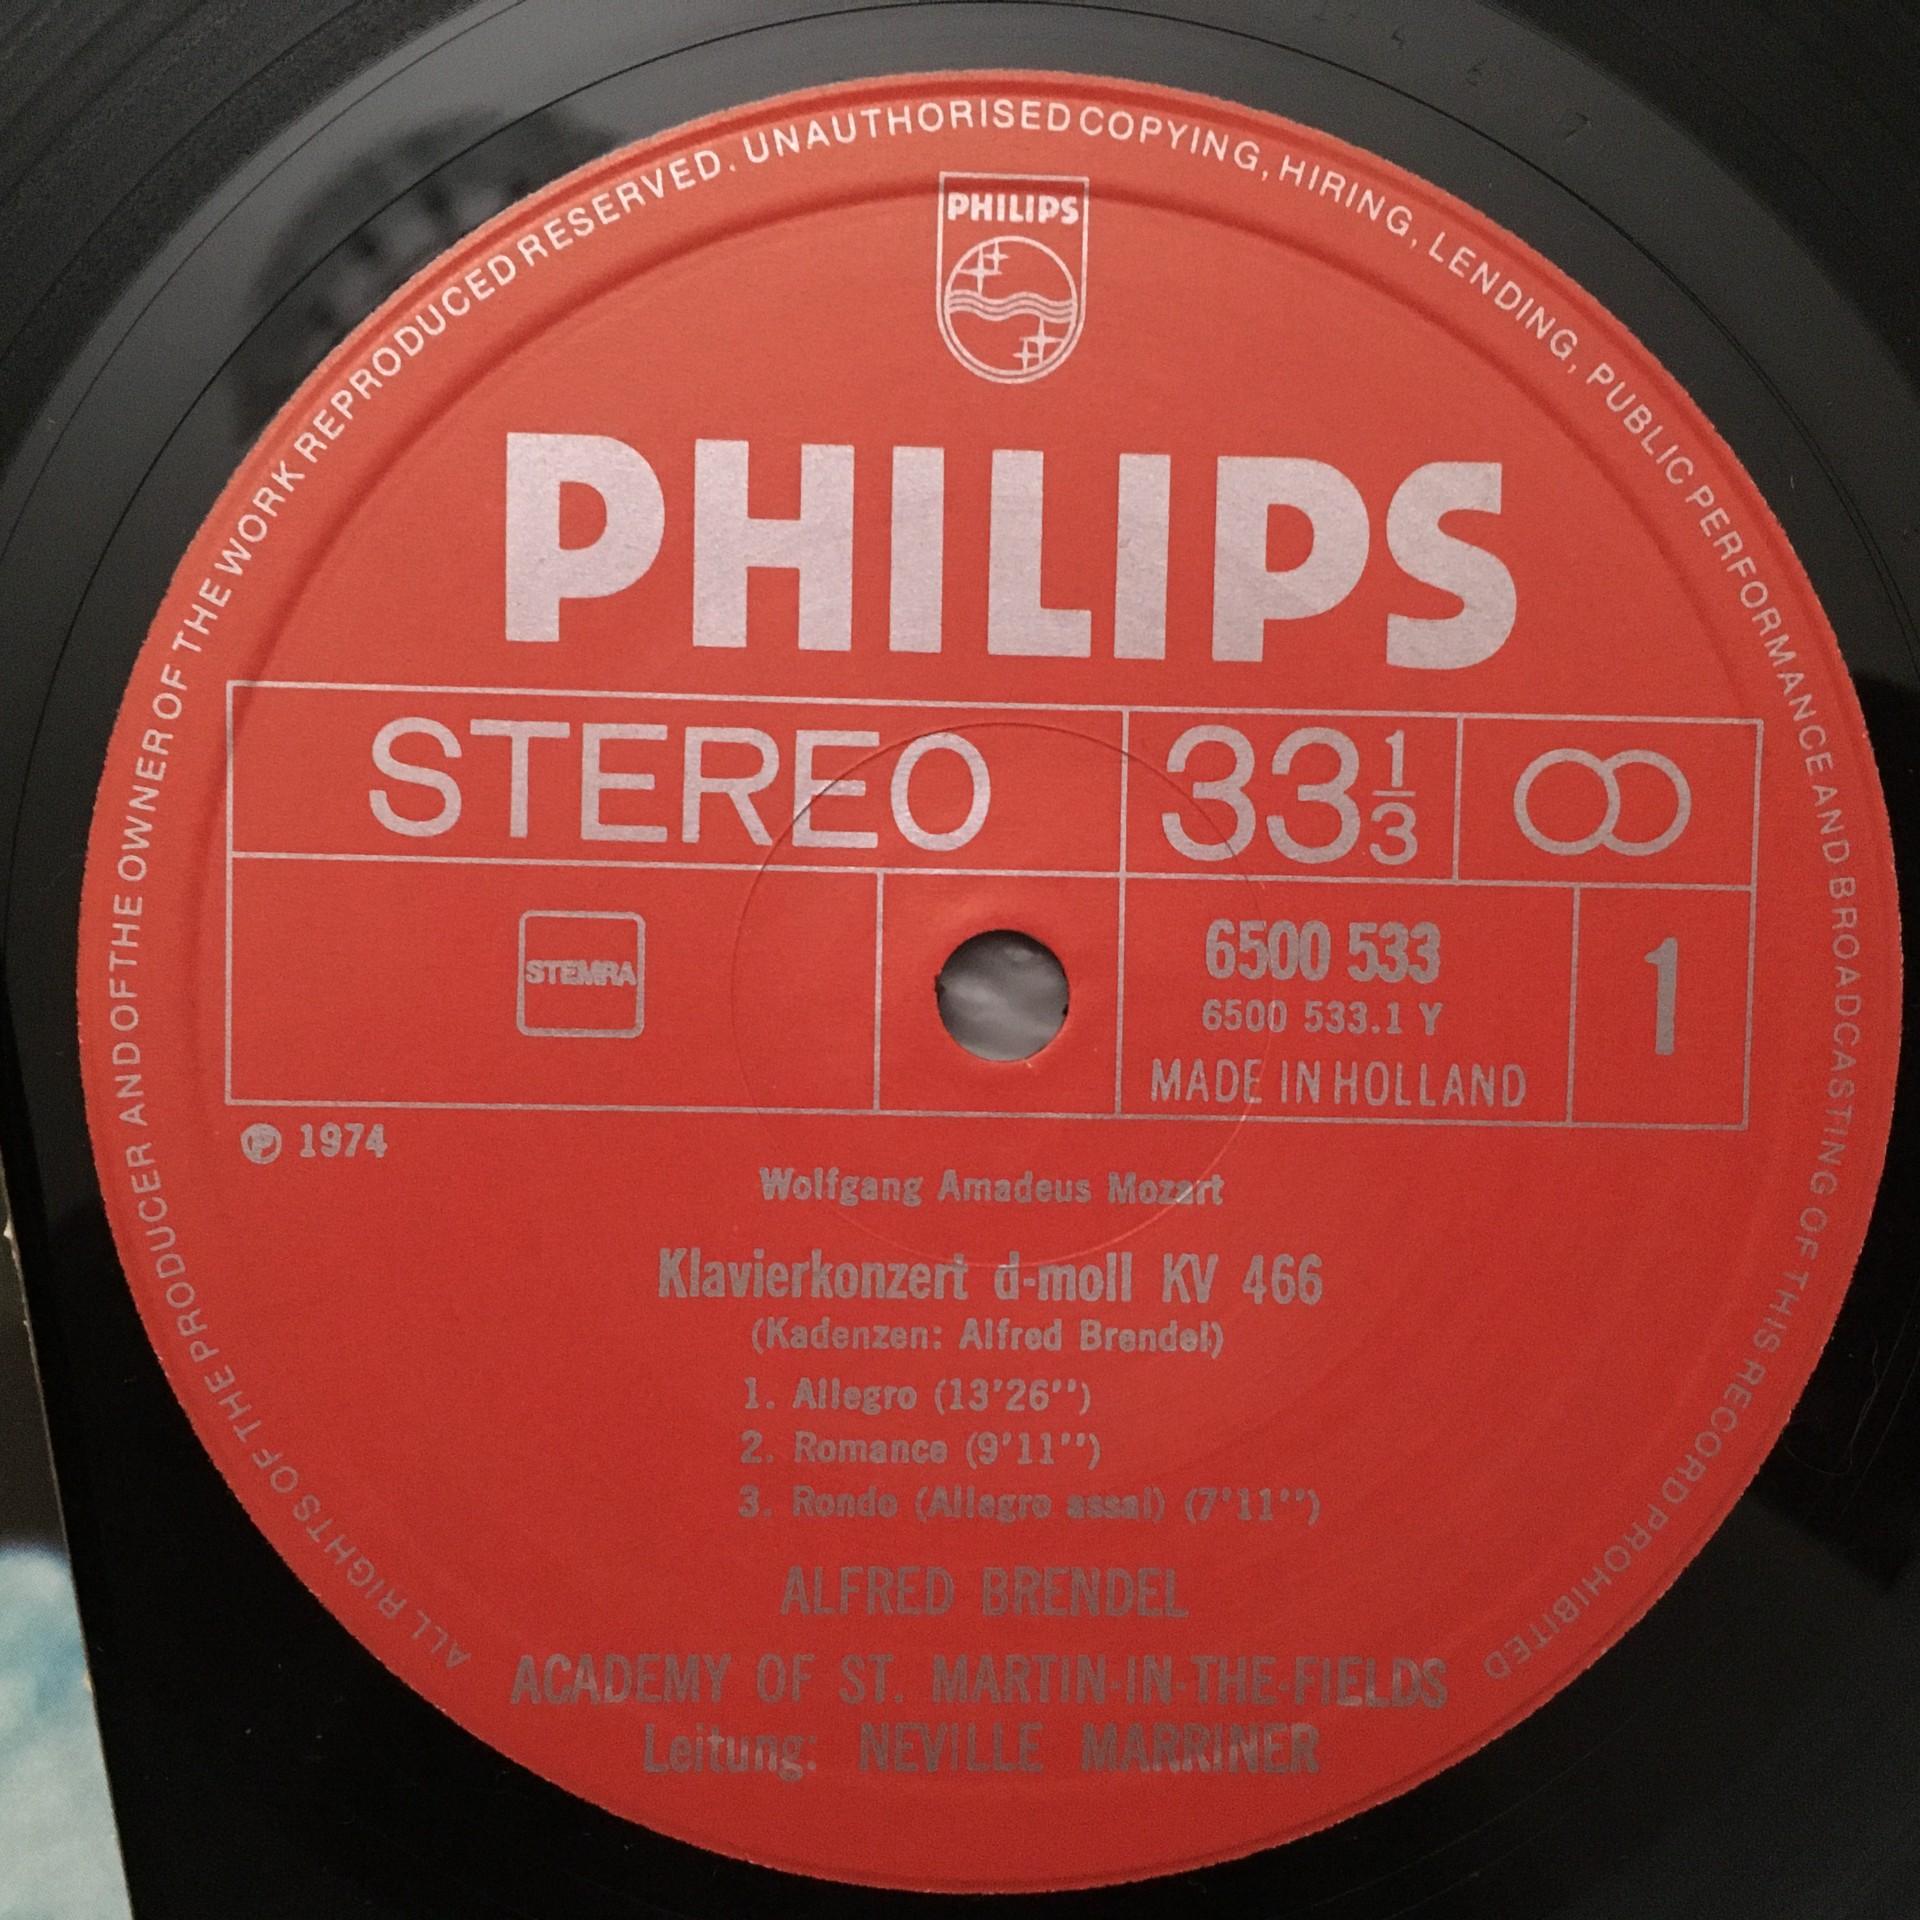 ALL RIGHTS OF THE PRODUCER AND OF THE OWNER OF THE WORK REPRODUCED RESERVED. UNAUTHORISED COPYING, HIRING, LENDING, PUBLIC PERFORMANCE AND BROADCASTING OF THIS RECORD PROHIBITED
PHILIPS
PHILIPS
STEREO 33 1/3
STEMRA
6500 533
6500 533.1 Y
MADE IN HOLLAND
1
Ⓟ 1974
Wolfgang Amadeus Mozart
Klavierkonzert d-moll KV 466
(Kadenzen: Alfred Brendel)
1. Allegro (13'26'')
2. Romance (9'11'')
3. Rondo (Allegro assai) (7'11'')
ALFRED BRENDEL
ACADEMY OF ST. MARTIN-IN-THE-FIELDS
Leitung: NEVILLE MARRINER